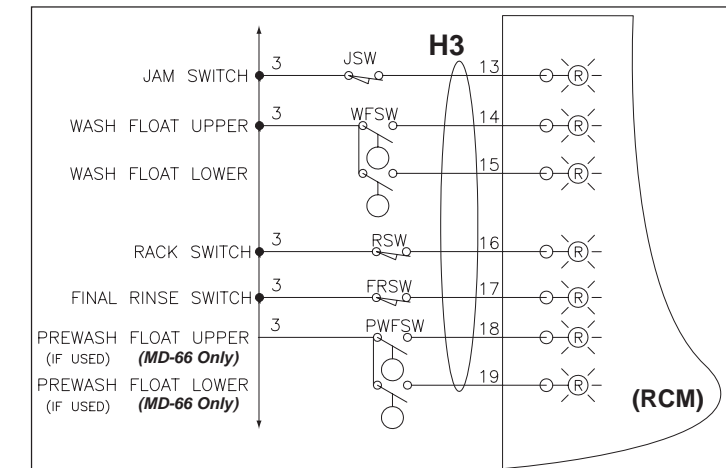 H3
JAM SWITCH 3 JSW 13 R
WASH FLOAT UPPER 3 WFSW 14 R
WASH FLOAT LOWER 15 R
RACK SWITCH 3 RSW 16 R
FINAL RINSE SWITCH 3 FRSW 17 R
PREWASH FLOAT UPPER 3 PWFSW 18 R
(IF USED) (MD-66 Only)
PREWASH FLOAT LOWER 19 R
(IF USED) (MD-66 Only)
(RCM)